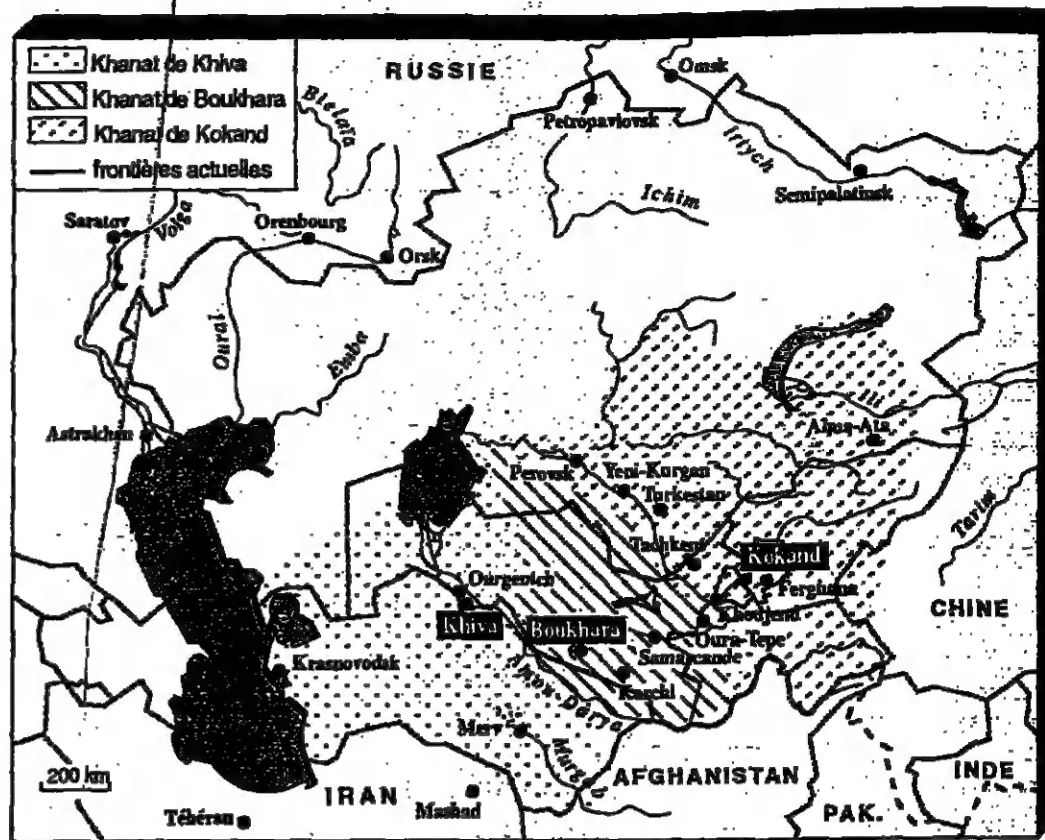 Khanat de Khiva
Khanat de Boukhara
Khanat de Kokand
frontières actuelles
RUSSIE
Omsk
Petropavlovsk
Bielaïa
Irtych
Semipalatinsk
Ichim
Saratov
Volga
Orenbourg
Orsk
Oural
Emba
Astrakhan
Ili
Alma-Ata
Perovsk
Yeni-Kurgan
Turkestan
Tachkent
Kokand
Ferghana
Tarim
Ourgentch
Khodjend
CHINE
Khiva
Boukhara
Oura-Tepe
Samarcande
Krasnovodsk
Karchi
Amou-Darya
Merv
Murgab
200 km
IRAN
AFGHANISTAN
INDE
Mashad
PAK.
Téhéran